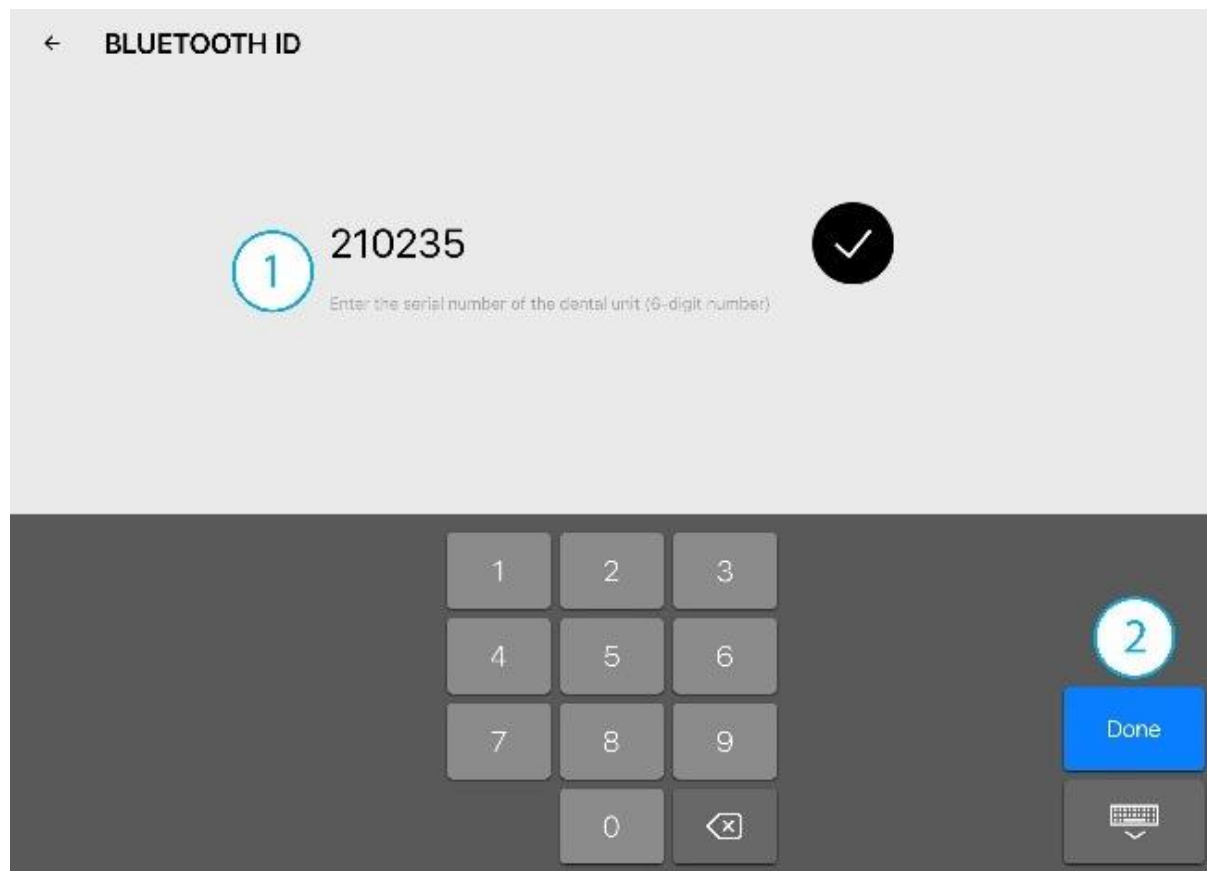 ← BLUETOOTH ID
1
210235
Enter the serial number of the dental unit (6-digit number)
1 2 3
4 5 6
2
7 8 9
Done
0